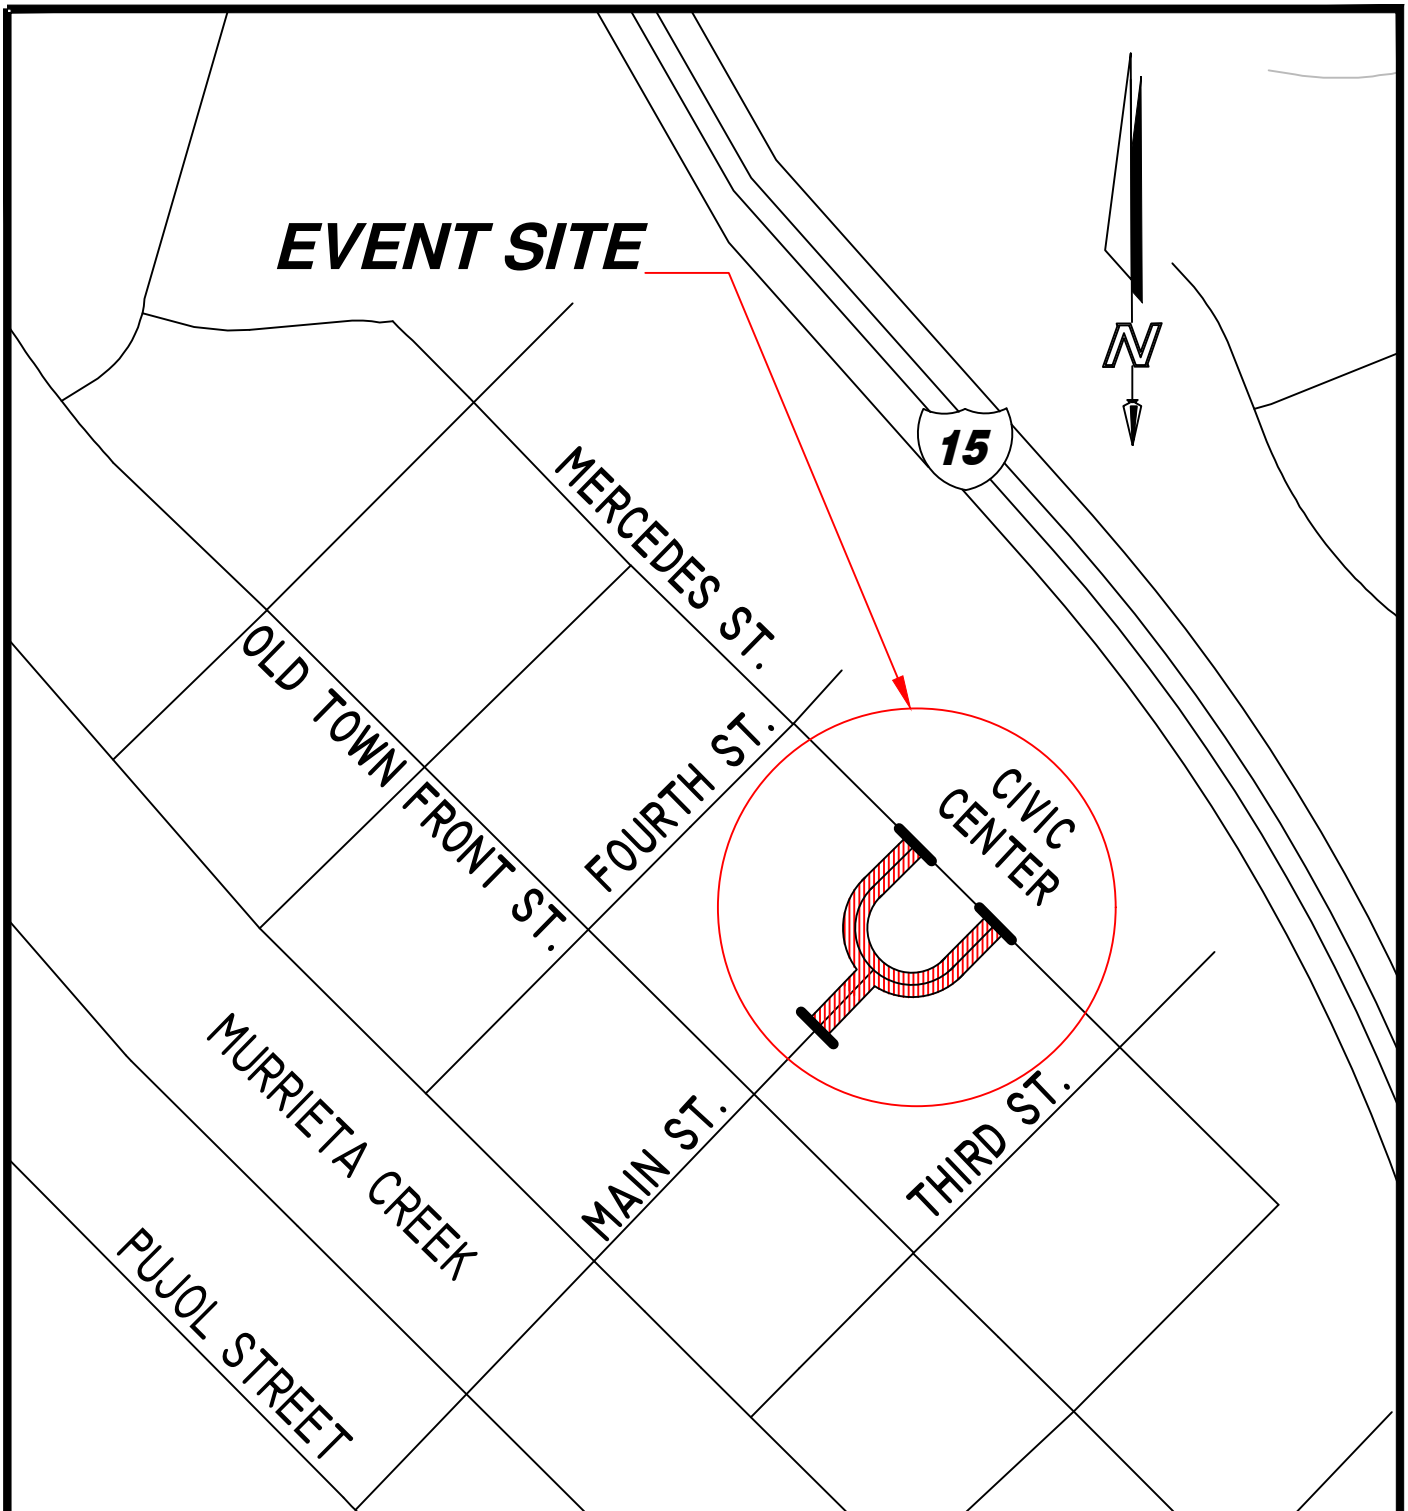 EVENT SITE
N
15
MERCEDES ST.
OLD TOWN FRONT ST.
FOURTH ST.
CIVIC
CENTER
MURRIETA CREEK
MAIN ST.
THIRD ST.
PUJOL STREET